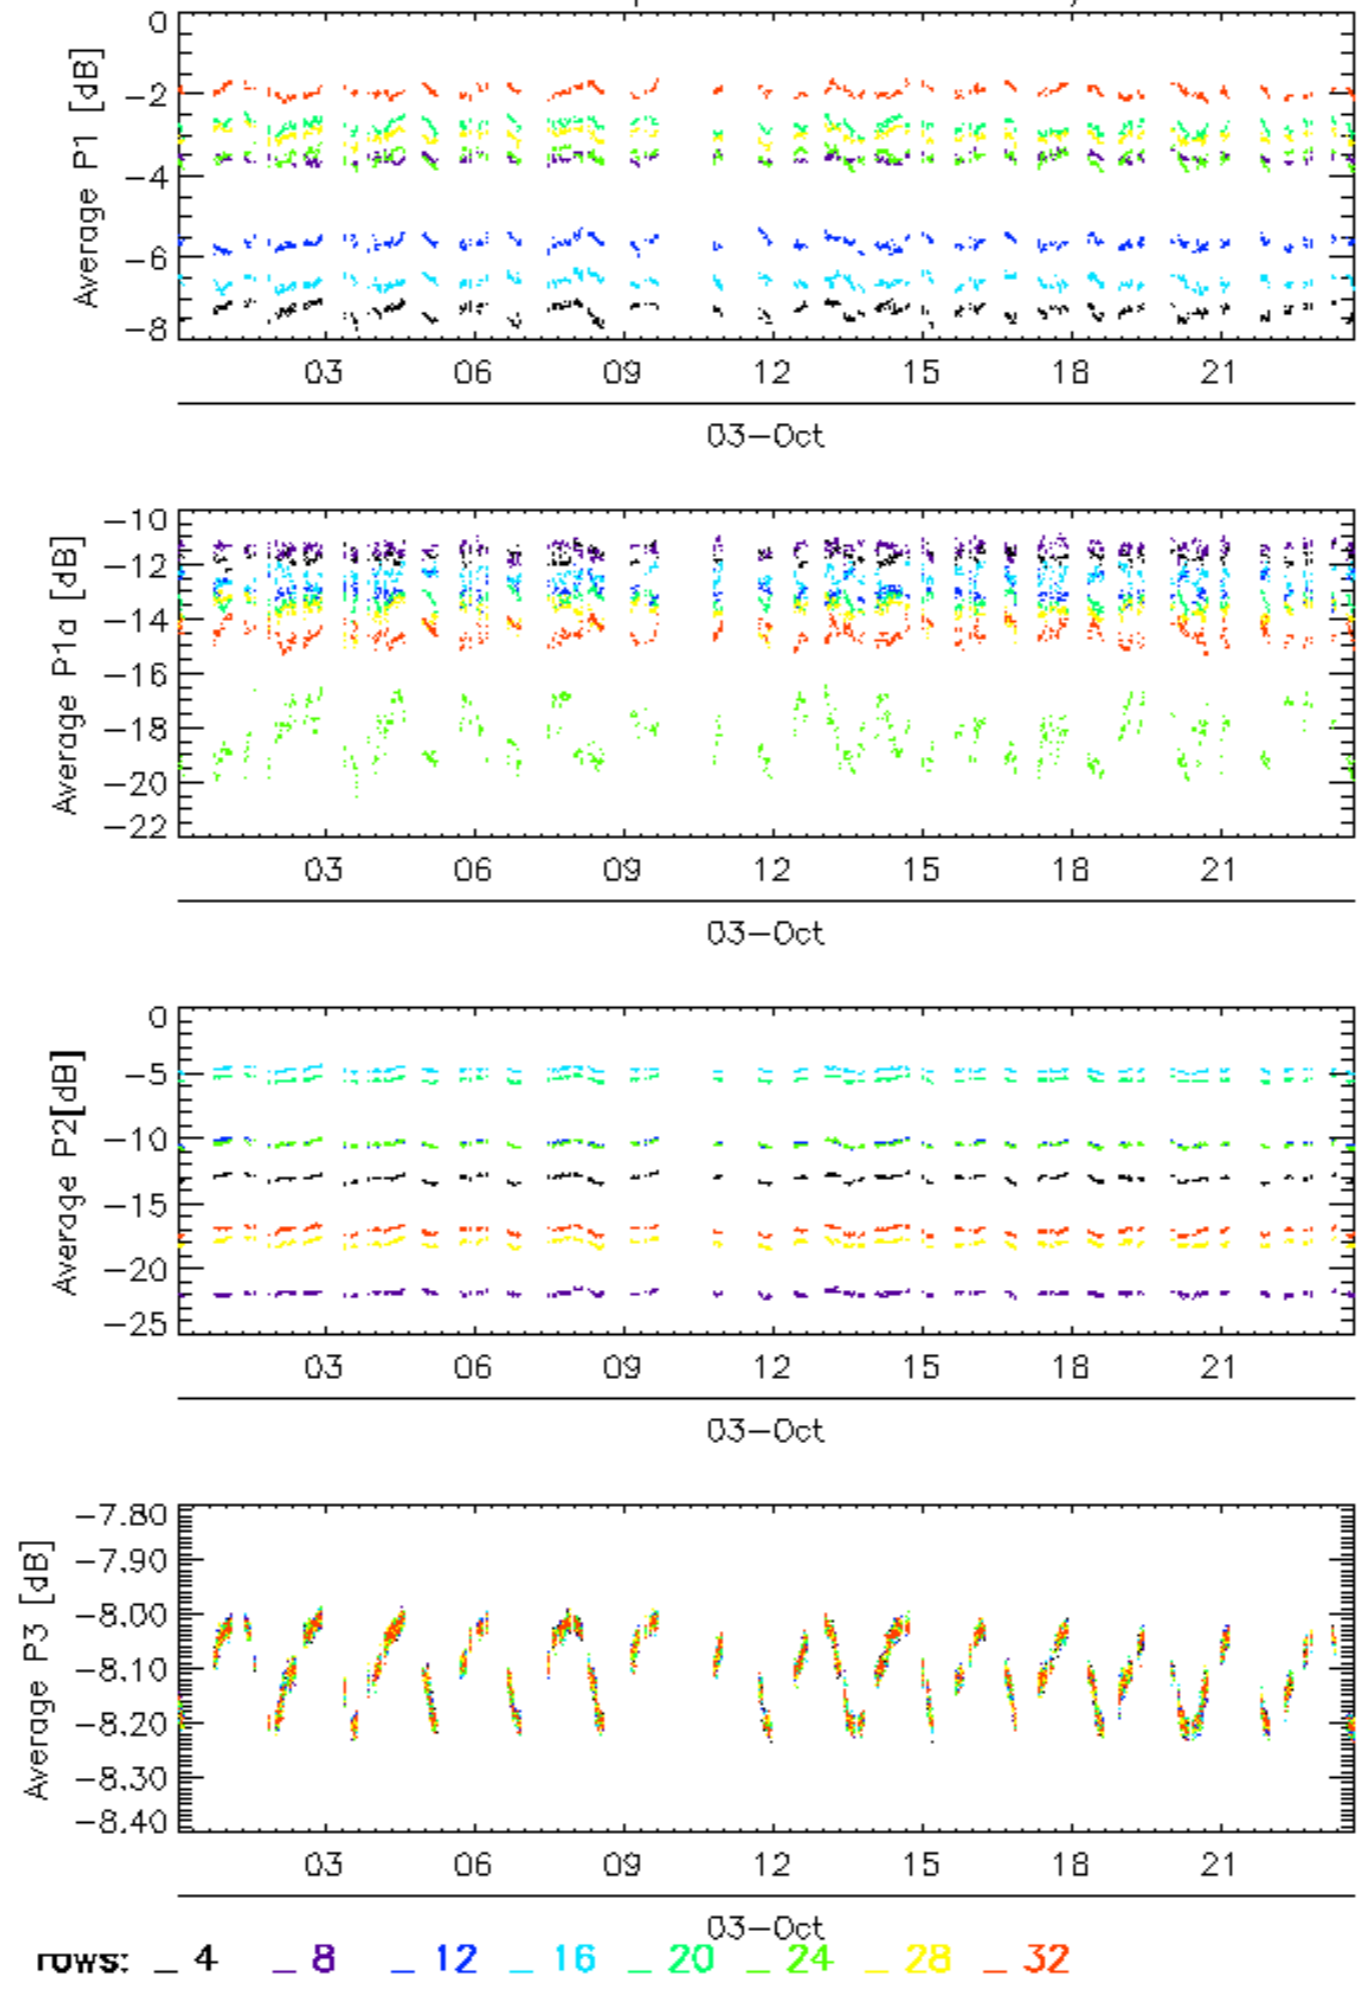 0
-2
-4
-6
-8
Average P1 [dB]
03 06 09 12 15 18 21
03-Oct
-10
-12
-14
-16
-18
-20
-22
Average P1a [dB]
03 06 09 12 15 18 21
03-Oct
0
-5
-10
-15
-20
-25
Average P2[dB]
03 06 09 12 15 18 21
03-Oct
-7.80
-7.90
-8.00
-8.10
-8.20
-8.30
-8.40
Average P3 [dB]
03 06 09 12 15 18 21
03-Oct
rows: _ 4 _ 8 _ 12 _ 16 _ 20 _ 24 _ 28 _ 32